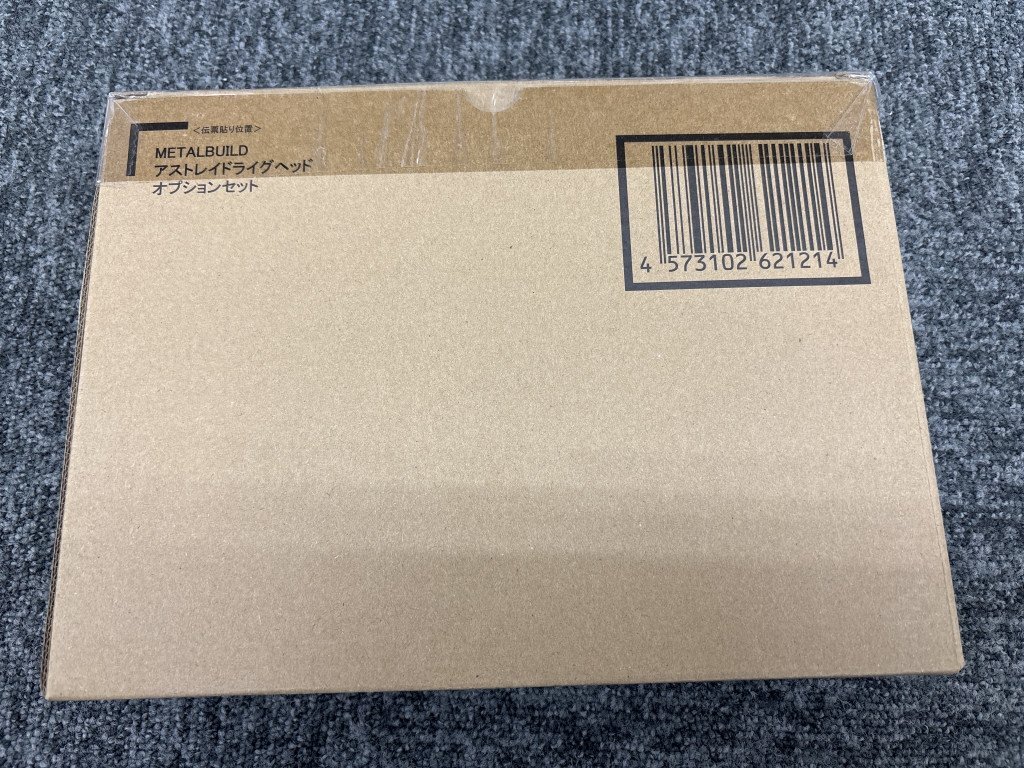 ＜伝票貼り位置＞
METALBUILD
アストレイドライグヘッド
オプションセット
4 573102 621214